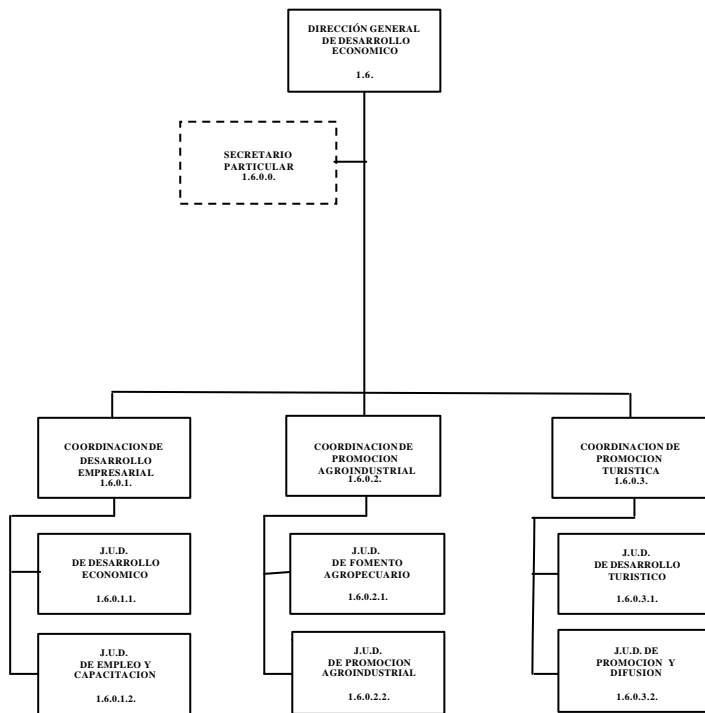 DIRECCIÓN GENERAL
DE DESARROLLO
ECONOMICO
1.6.
SECRETARIO
PARTICULAR
1.6.0.0.
COORDINACION DE
DESARROLLO
EMPRESARIAL
1.6.0.1.
COORDINACION DE
PROMOCION
AGROINDUSTRIAL
1.6.0.2.
COORDINACION DE
PROMOCION
TURISTICA
1.6.0.3.
J.U.D.
DE DESARROLLO
ECONOMICO
1.6.0.1.1.
J.U.D.
DE FOMENTO
AGROPECUARIO
1.6.0.2.1.
J.U.D.
DE DESARROLLO
TURISTICO
1.6.0.3.1.
J.U.D.
DE EMPLEO Y
CAPACITACION
1.6.0.1.2.
J.U.D.
DE PROMOCION
AGROINDUSTRIAL
1.6.0.2.2.
J.U.D. DE
PROMOCION Y
DIFUSION
1.6.0.3.2.